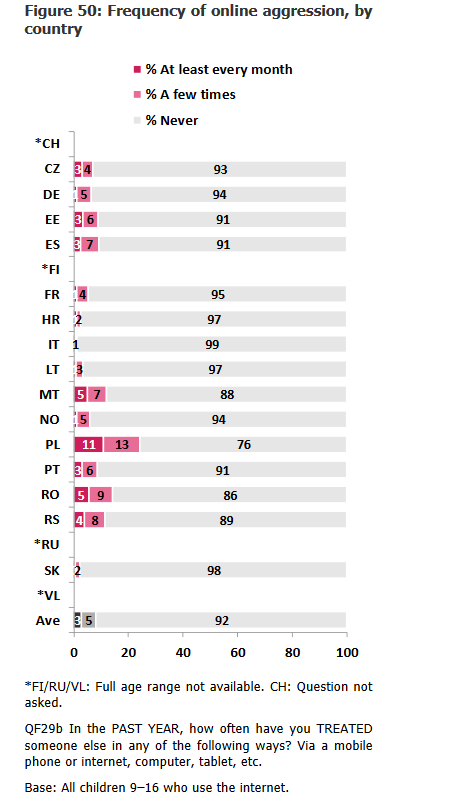 Figure 50: Frequency of online aggression, by
country
% At least every month
% A few times
% Never
*CH
CZ 3 4 93
DE 5 94
EE 3 6 91
ES 3 7 91
*FI
FR 4 95
HR 2 97
IT 1 99
LT 3 97
MT 5 7 88
NO 5 94
PL 11 13 76
PT 3 6 91
RO 5 9 86
RS 4 8 89
*RU
SK 2 98
*VL
Ave 3 5 92
0 20 40 60 80 100
*FI/RU/VL: Full age range not available. CH: Question not
asked.
QF29b In the PAST YEAR, how often have you TREATED
someone else in any of the following ways? Via a mobile
phone or internet, computer, tablet, etc.
Base: All children 9–16 who use the internet.